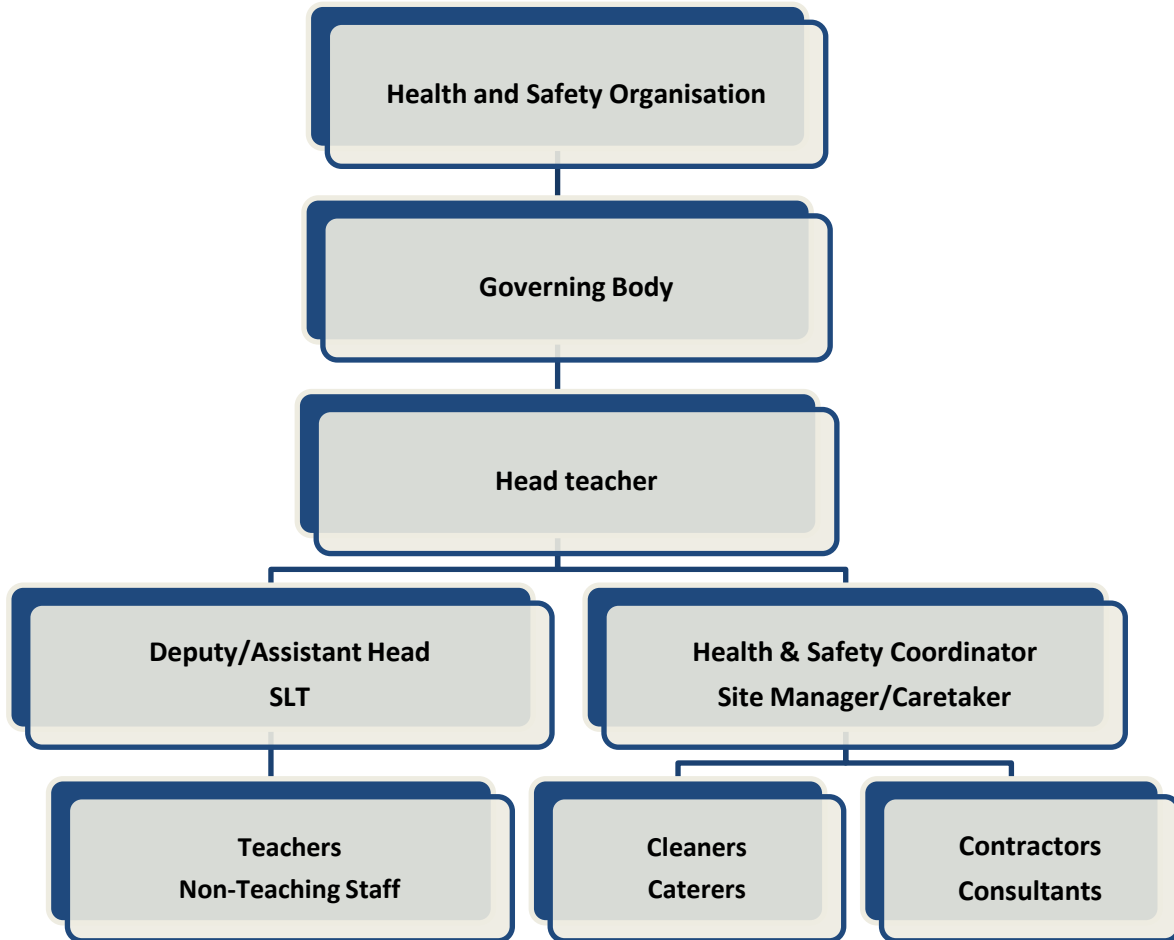 Health and Safety Organisation
Governing Body
Head teacher
Deputy/Assistant Head
SLT
Health & Safety Coordinator
Site Manager/Caretaker
Teachers
Non-Teaching Staff
Cleaners
Caterers
Contractors
Consultants